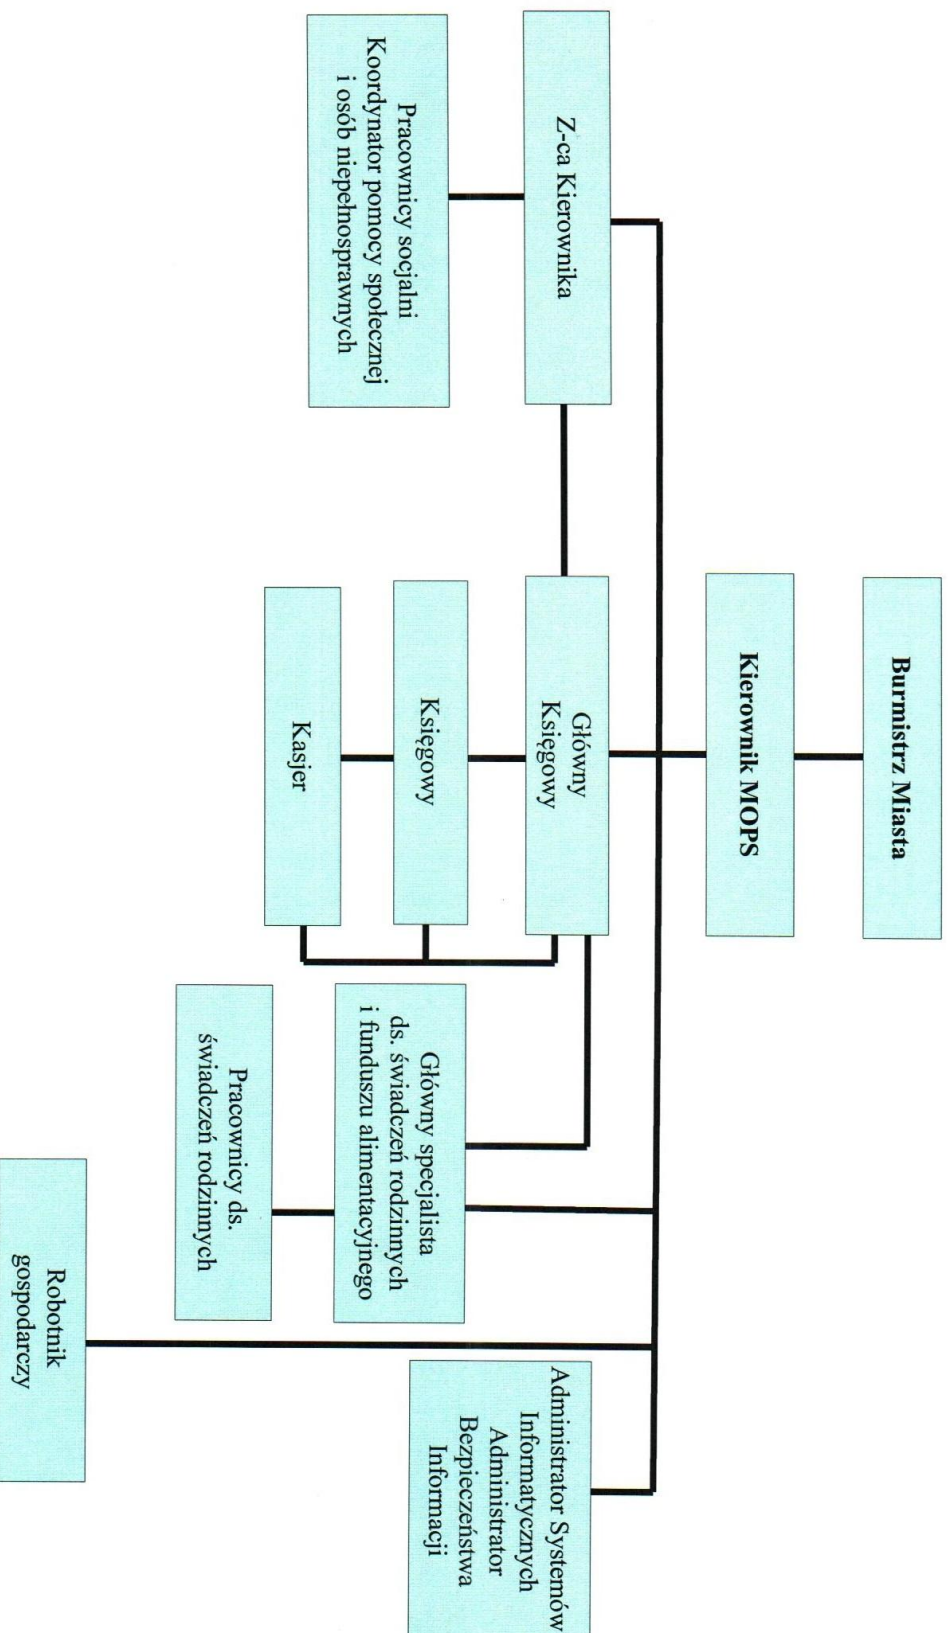 Burmistrz Miasta
Kierownik MOPS
Z-ca Kierownika
Główny
Księgowy
Administrator Systemów
Informatycznych
Administrator
Bezpieczeństwa
Informacji
Pracownicy socjalni
Koordynator pomocy społecznej
i osób niepełnosprawnych
Księgowy
Główny specjalista
ds. świadczeń rodzinnych
i funduszu alimentacyjnego
Kasjer
Pracownicy ds.
świadczeń rodzinnych
Robotnik
gospodarczy